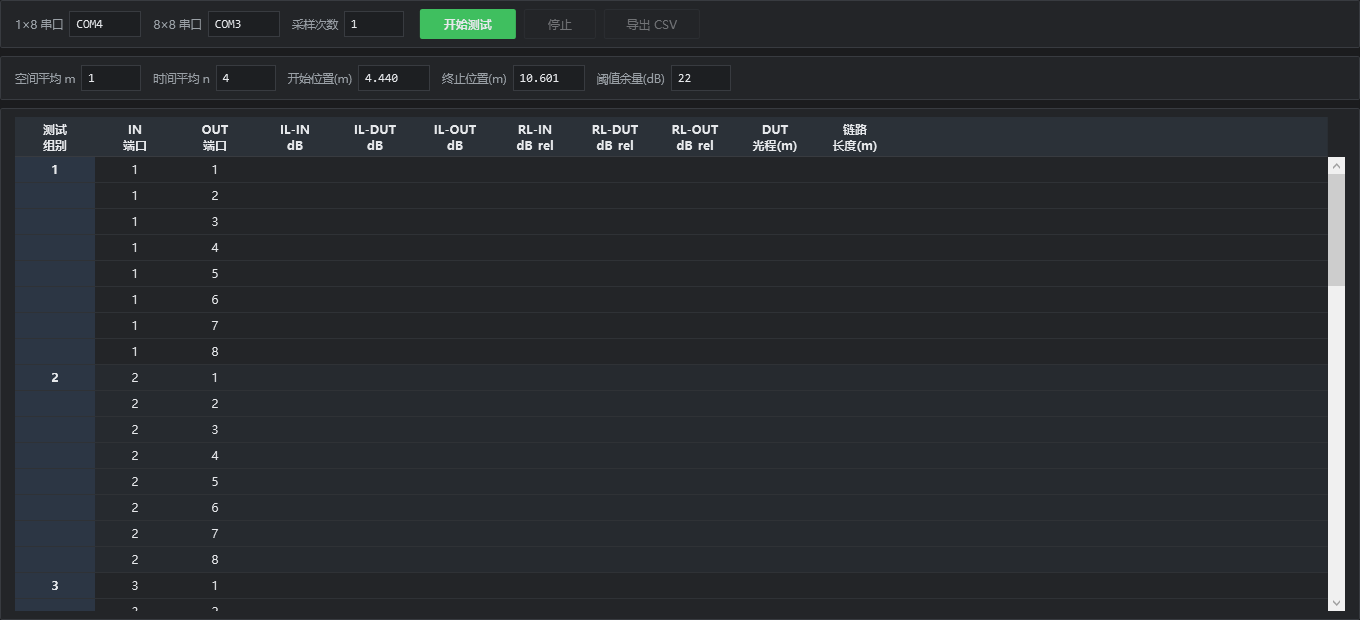 1×8 串口 COM4 8×8 串口 COM3 采样次数 1 开始测试 停止 导出 CSV
空间平均 m 1 时间平均 n 4 开始位置(m) 4.440 终止位置(m) 10.601 阈值余量(dB) 22
测试 IN OUT IL-IN IL-DUT IL-OUT RL-IN RL-DUT RL-OUT DUT 链路
组别 端口 端口 dB dB dB dB rel dB rel dB rel 光程(m) 长度(m)
1 1 1
1 2
1 3
1 4
1 5
1 6
1 7
1 8
2 2 1
2 2
2 3
2 4
2 5
2 6
2 7
2 8
3 3 1